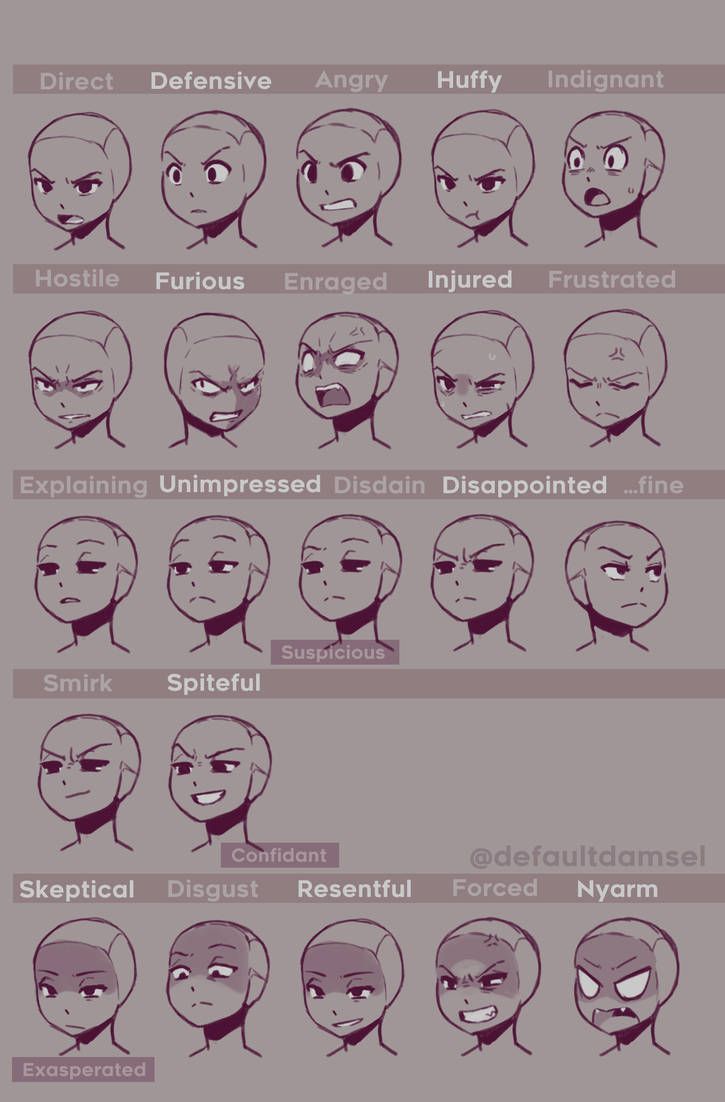 Direct Defensive Angry Huffy Indignant
Hostile Furious Enraged Injured Frustrated
Explaining Unimpressed Disdain Disappointed ...fine
Suspicious
Smirk Spiteful
Confidant
@defaultdamsel
Skeptical Disgust Resentful Forced Nyarm
Exasperated